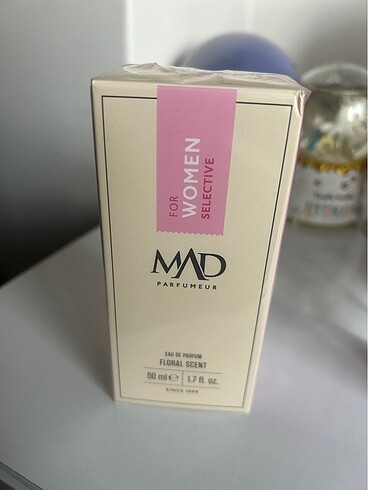 FOR
WOMEN
SELECTIVE
MAD
PARFUMEUR
EAU DE PARFUM
FLORAL SCENT
50 ml ℮ 1.7 fl. oz.
SINCE 1999